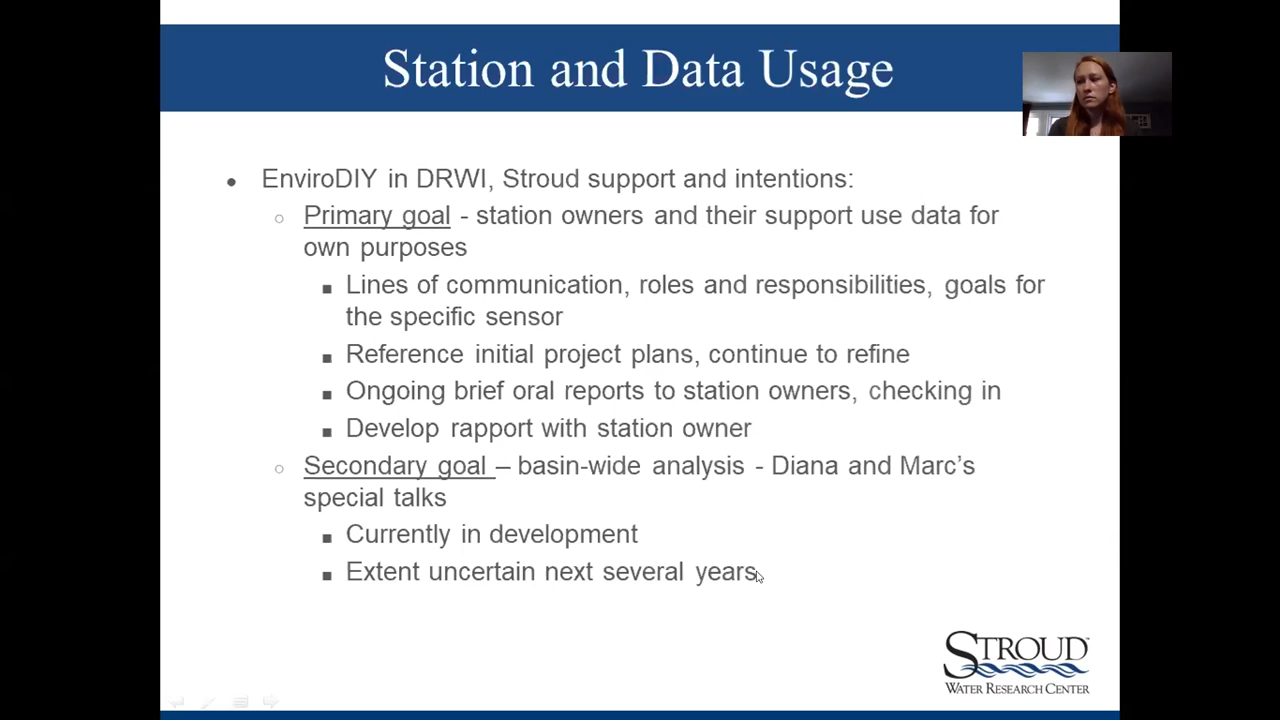 Station and Data Usage
EnviroDIY in DRWI, Stroud support and intentions:
Primary goal - station owners and their support use data for
own purposes
Lines of communication, roles and responsibilities, goals for
the specific sensor
Reference initial project plans, continue to refine
Ongoing brief oral reports to station owners, checking in
Develop rapport with station owner
Secondary goal – basin-wide analysis - Diana and Marc’s
special talks
Currently in development
Extent uncertain next several years
STROUD
WATER RESEARCH CENTER